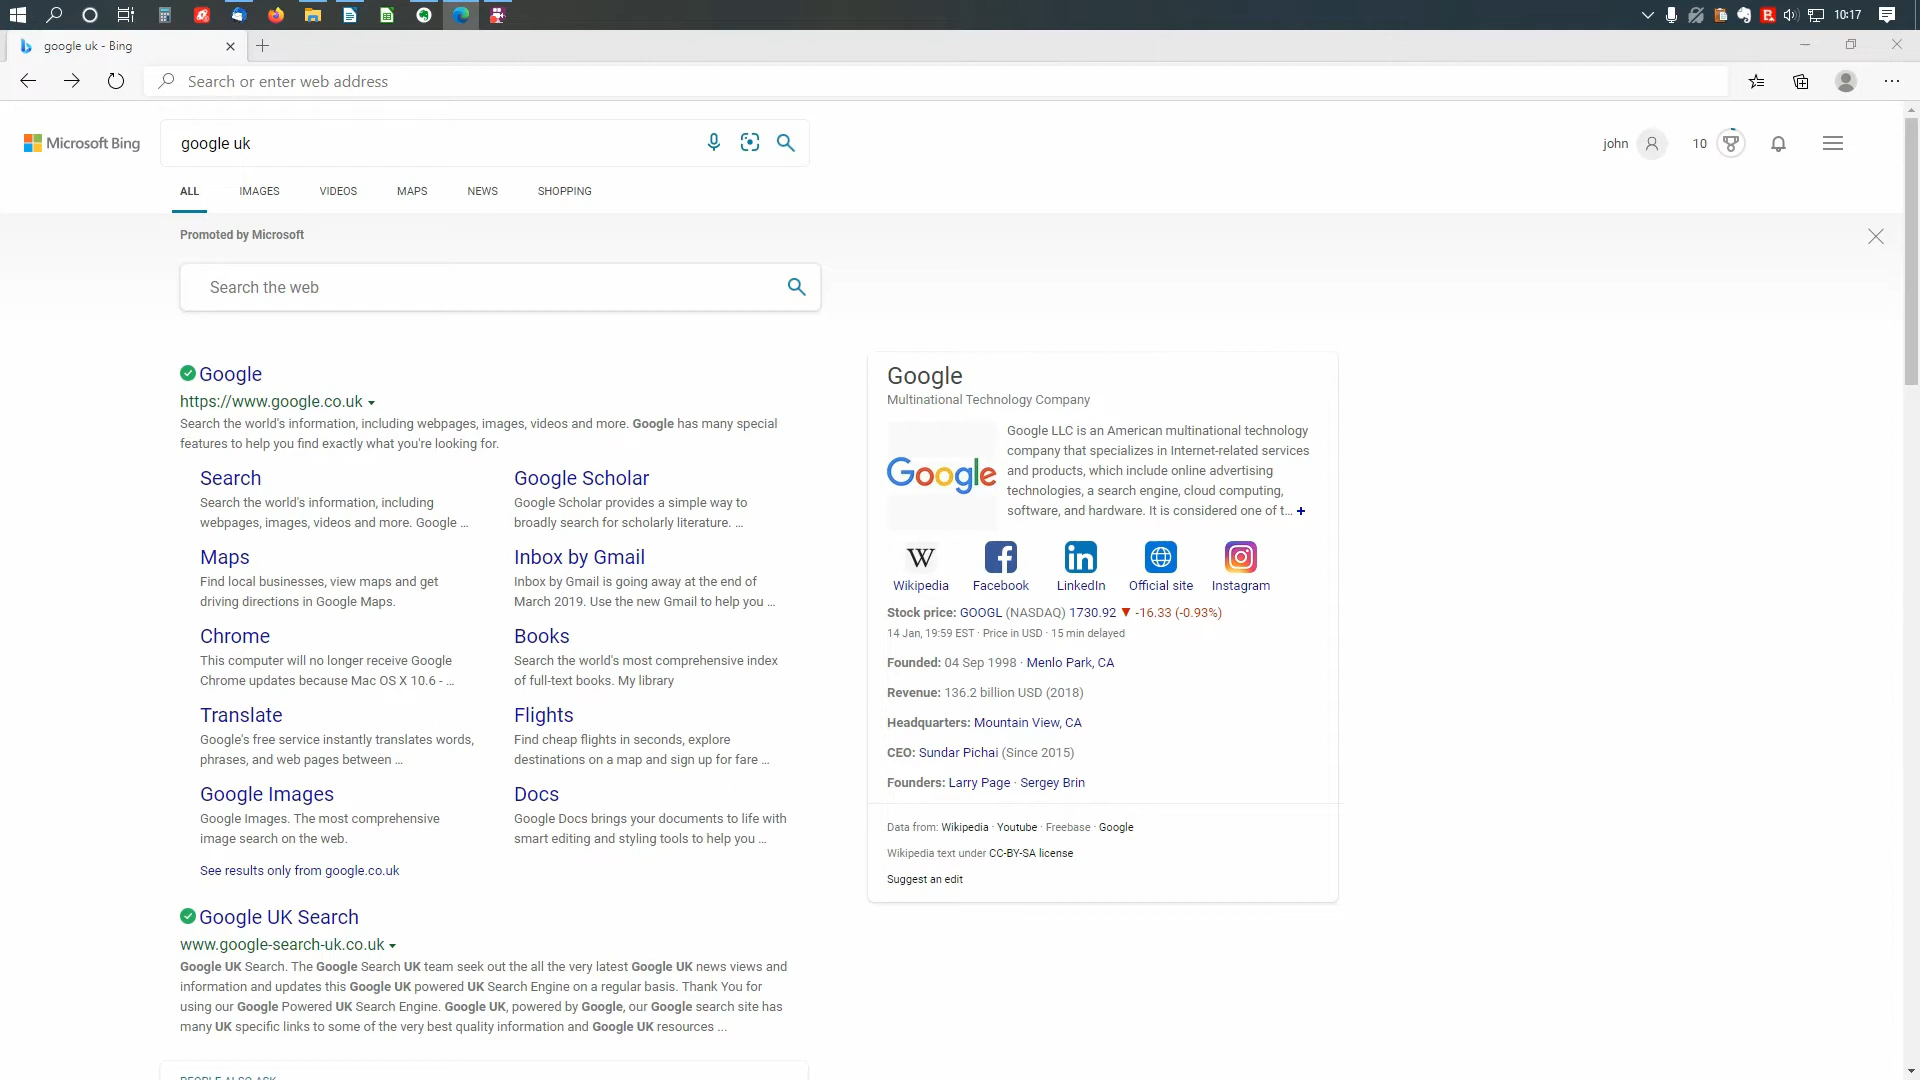 10:17
google uk - Bing
Search or enter web address
Microsoft Bing
google uk
john
10
ALL
IMAGES
VIDEOS
MAPS
NEWS
SHOPPING
Promoted by Microsoft
Search the web
Google
https://www.google.co.uk
Search the world's information, including webpages, images, videos and more. Google has many special
features to help you find exactly what you're looking for.
Search
Search the world's information, including
webpages, images, videos and more. Google ...
Google Scholar
Google Scholar provides a simple way to
broadly search for scholarly literature. ...
Maps
Find local businesses, view maps and get
driving directions in Google Maps.
Inbox by Gmail
Inbox by Gmail is going away at the end of
March 2019. Use the new Gmail to help you ...
Chrome
This computer will no longer receive Google
Chrome updates because Mac OS X 10.6 - ...
Books
Search the world's most comprehensive index
of full-text books. My library
Translate
Google's free service instantly translates words,
phrases, and web pages between ...
Flights
Find cheap flights in seconds, explore
destinations on a map and sign up for fare ...
Google Images
Google Images. The most comprehensive
image search on the web.
Docs
Google Docs brings your documents to life with
smart editing and styling tools to help you ...
See results only from google.co.uk
Google UK Search
www.google-search-uk.co.uk
Google UK Search. The Google Search UK team seek out the all the very latest Google UK news views and
information and updates this Google UK powered UK Search Engine on a regular basis. Thank You for
using our Google Powered UK Search Engine. Google UK, powered by Google, our Google search site has
many UK specific links to some of the very best quality information and Google UK resources ...
PEOPLE ALSO ASK
Google
Multinational Technology Company
Google
Google LLC is an American multinational technology
company that specializes in Internet-related services
and products, which include online advertising
technologies, a search engine, cloud computing,
software, and hardware. It is considered one of t... +
W
Wikipedia
Facebook
LinkedIn
Official site
Instagram
Stock price: GOOGL (NASDAQ) 1730.92 ▼ -16.33 (-0.93%)
14 Jan, 19:59 EST · Price in USD · 15 min delayed
Founded: 04 Sep 1998 · Menlo Park, CA
Revenue: 136.2 billion USD (2018)
Headquarters: Mountain View, CA
CEO: Sundar Pichai (Since 2015)
Founders: Larry Page · Sergey Brin
Data from: Wikipedia · Youtube · Freebase · Google
Wikipedia text under CC-BY-SA license
Suggest an edit